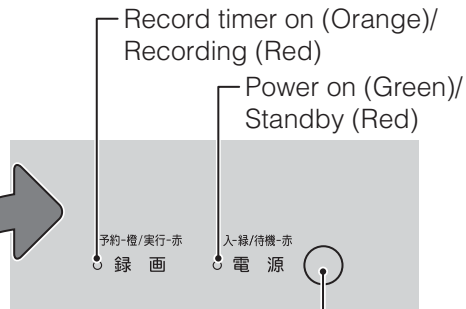 Record timer on (Orange)/
Recording (Red)
Power on (Green)/
Standby (Red)
予約-橙/実行-赤
入-緑/待機-赤
録 画
電 源